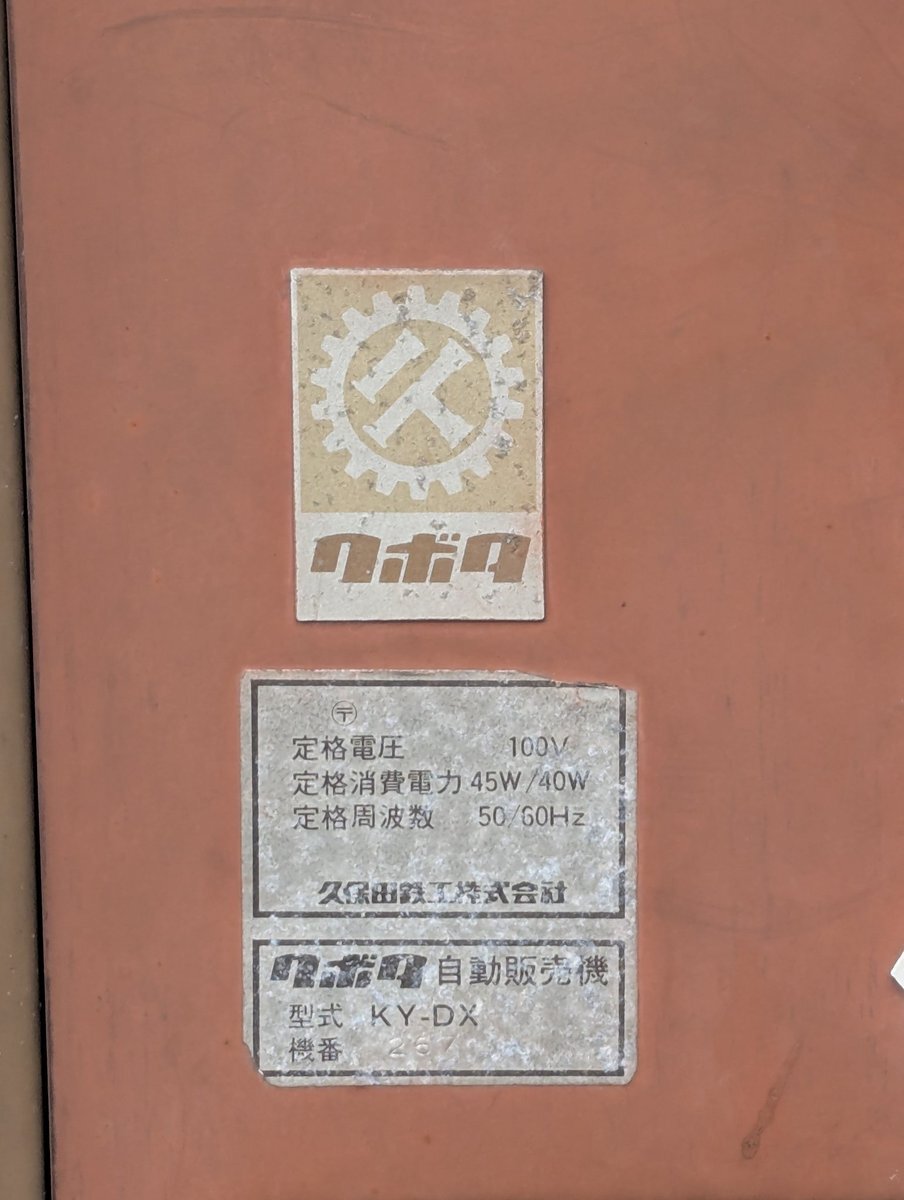 クボタ
〒
定格電圧 100V
定格消費電力 45W/40W
定格周波数 50/60Hz
久保田鉄工株式会社
クボタ 自動販売機
型式 KY-DX
機番 267